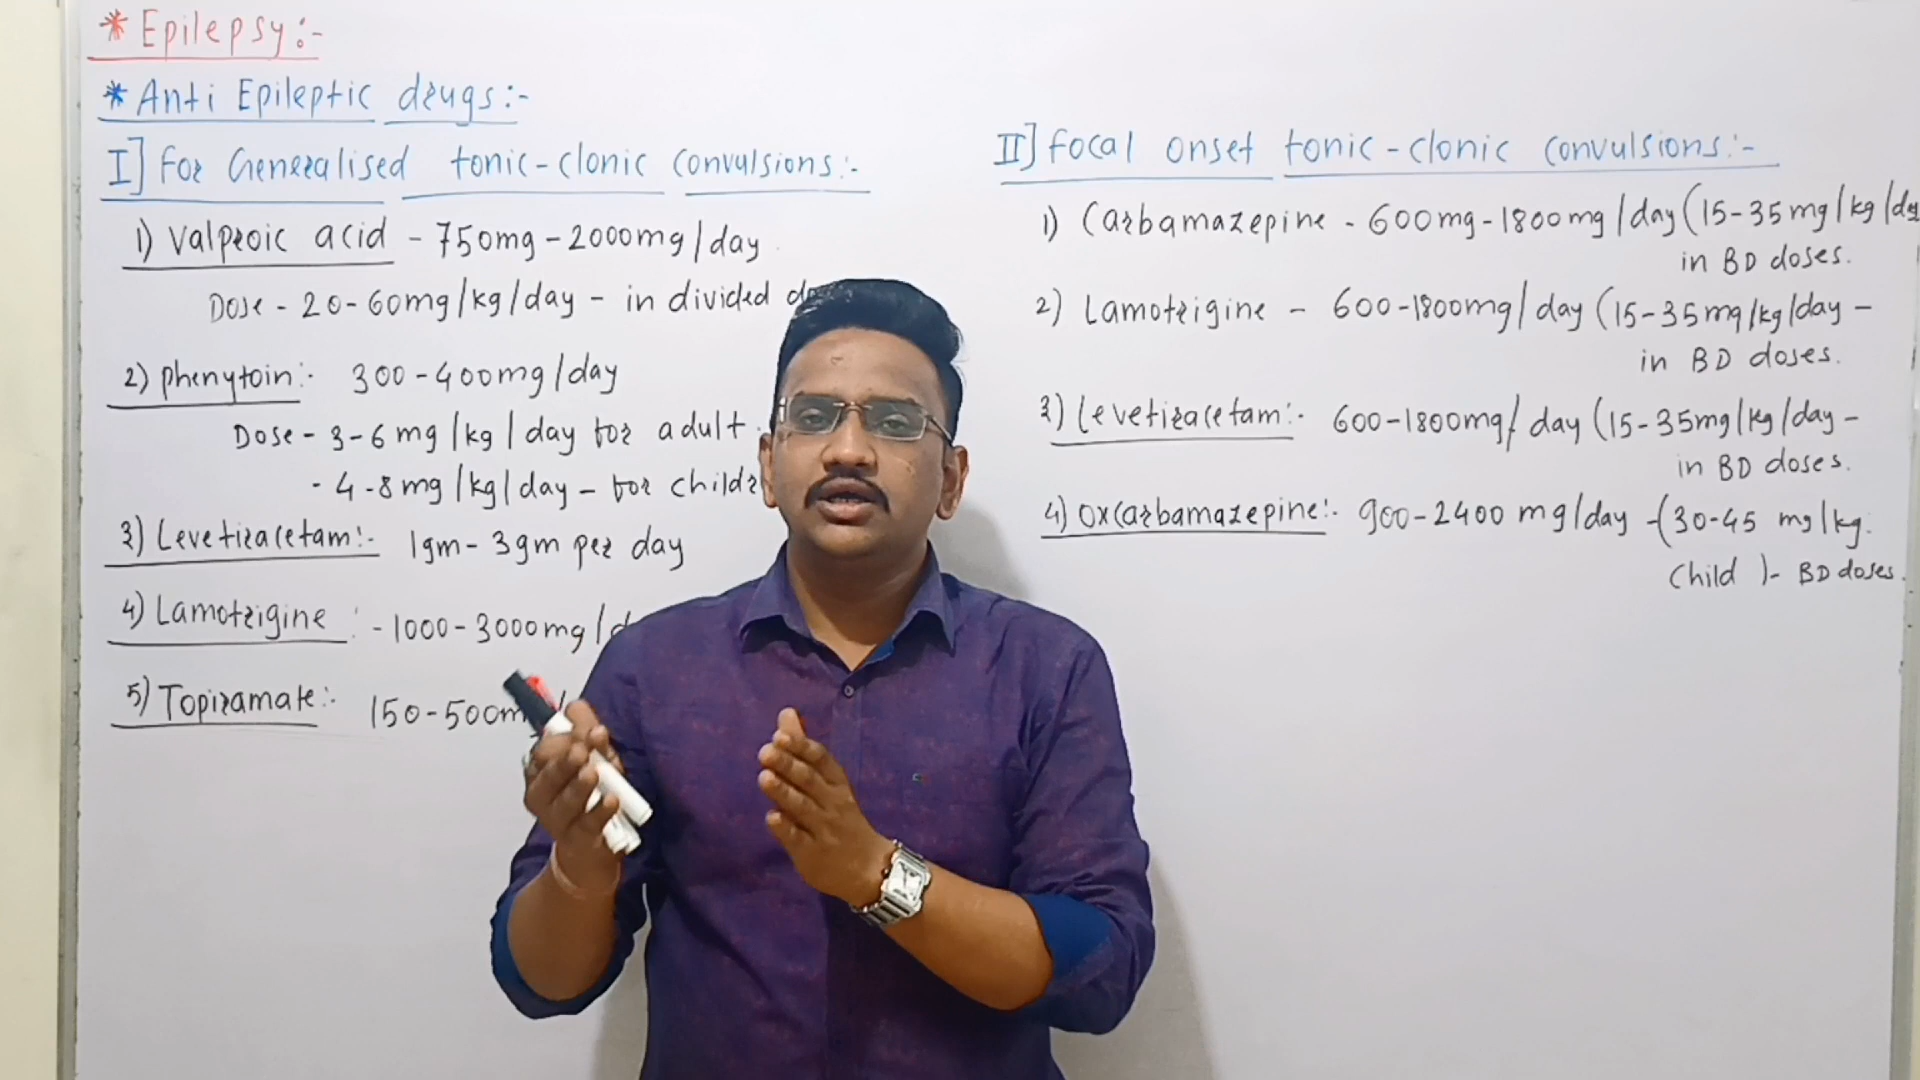 * Epilepsy:-
* Anti Epileptic drugs:-
I] For Generalised tonic-clonic convulsions:-
1) Valproic acid - 750mg-2000mg/day
Dose - 20-60mg/kg/day - in divided
2) phenytoin:- 300-400mg/day
Dose - 3-6 mg/kg/day for adult.
- 4-8mg/kg/day - for
3) Levetiracetam:- 1gm-3gm per day
4) Lamotrigine :- 1000-3000mg/
5) Topiramate:- 150-500
II] focal onset tonic-clonic convulsions:-
1) Carbamazepine - 600mg-1800mg/day (15-35mg/kg/day
in BD doses.
2) Lamotrigine - 600-1800mg/day (15-35mg/kg/day -
in BD doses.
3) Levetiracetam:- 600-1800mg/day (15-35mg/kg/day -
in BD doses.
4) Oxcarbamazepine:- 900-2400 mg/day -(30-45 mg/kg.
child )- BD doses.